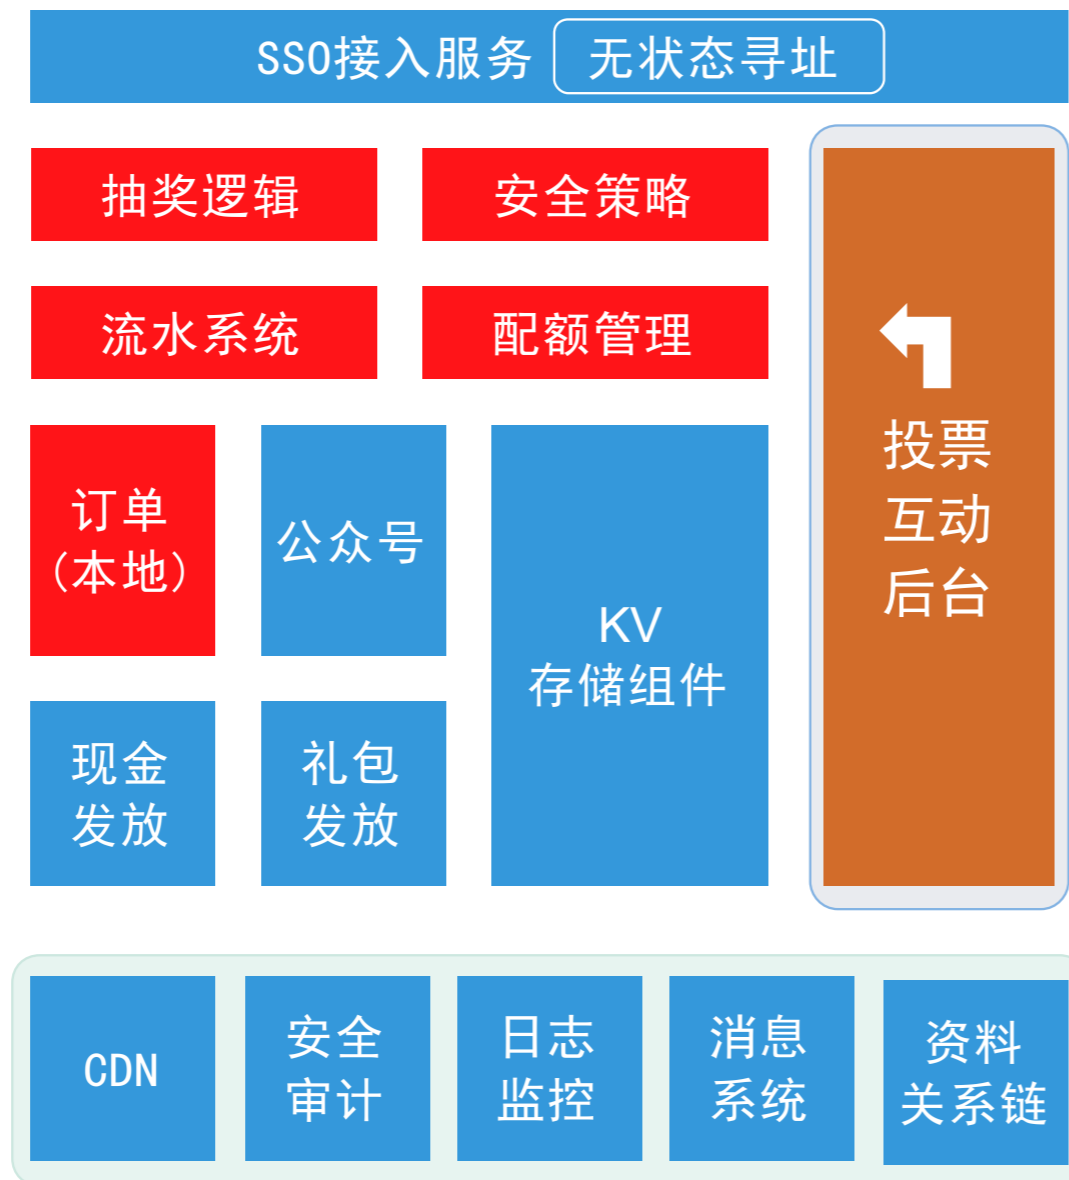 SSO接入服务 无状态寻址
抽奖逻辑
安全策略
流水系统
配额管理
订单
(本地)
公众号
KV
存储组件
投票
互动
后台
现金
发放
礼包
发放
CDN
安全
审计
日志
监控
消息
系统
资料
关系链